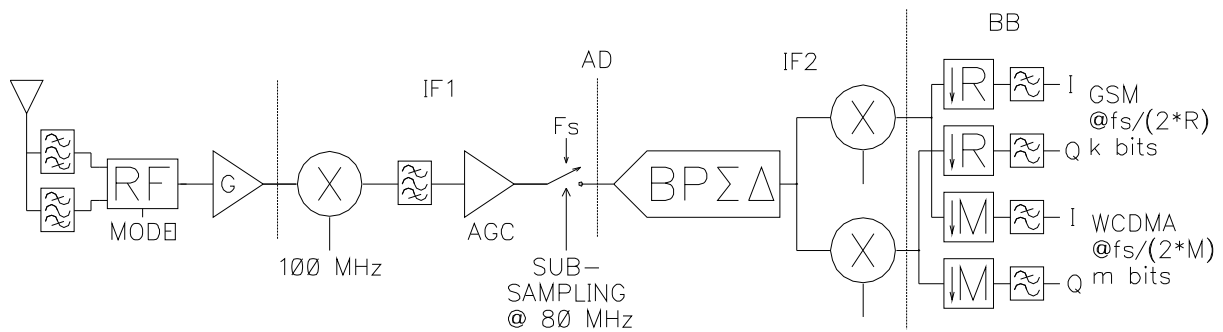 BB
AD
IF1
IF2
Fs
RF
MODE
G
X
100 MHz
AGC
SUB-
SAMPLING
@ 80 MHz
BPΣΔ
X
X
↓R
I
↓R
Q
GSM
@fs/(2*R)
k bits
↓M
I
↓M
Q
WCDMA
@fs/(2*M)
m bits